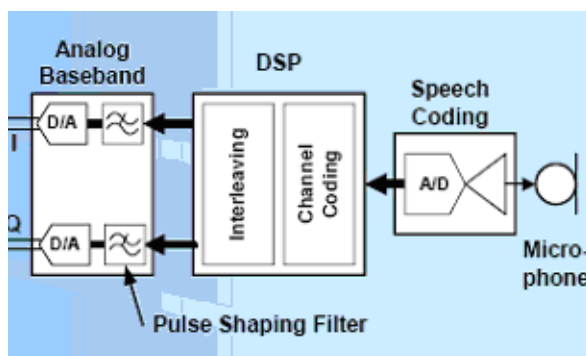 Analog
Baseband
DSP
Speech
Coding
D/A
I
Interleaving
Channel
Coding
A/D
Q
D/A
Micro-
phone
Pulse Shaping Filter